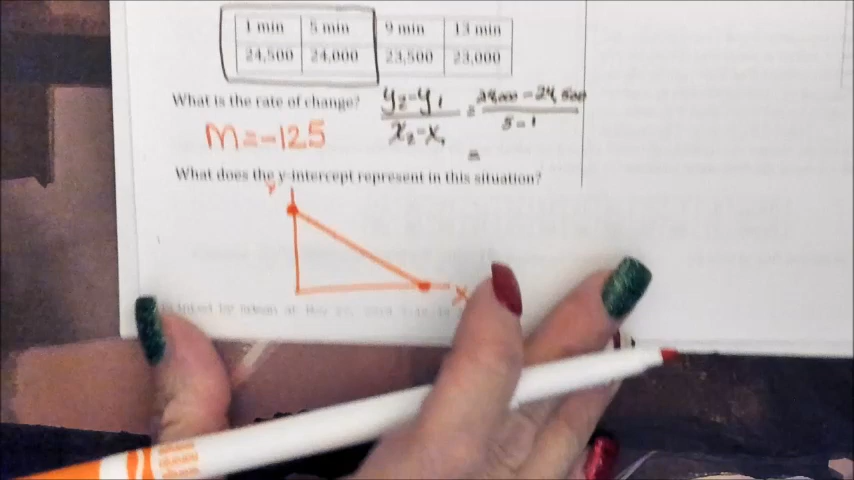 1 min 5 min 9 min 13 min
24,500 24,000 23,500 23,000
What is the rate of change? y₂-y₁ / x₂-x₁ = 24,000 - 24,500 / 5-1
m = -125 =
What does the y-intercept represent in this situation?
Y
X